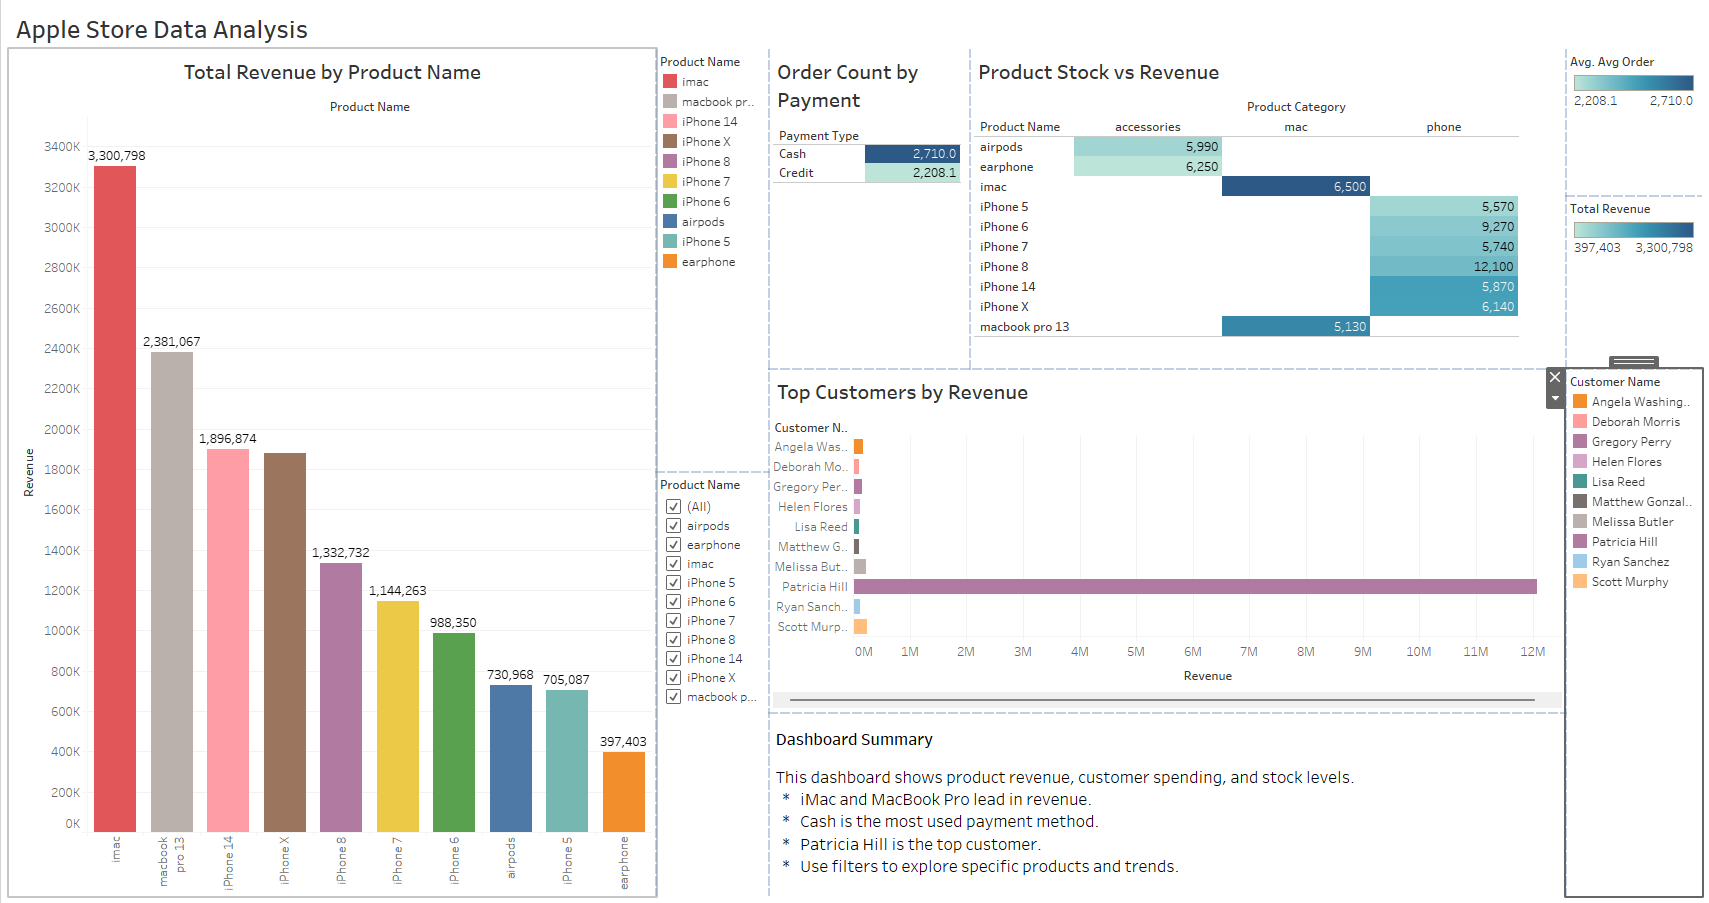 Apple Store Data Analysis
Total Revenue by Product Name
Product Name
Revenue
3400K
3200K
3000K
2800K
2600K
2400K
2200K
2000K
1800K
1600K
1400K
1200K
1000K
800K
600K
400K
200K
0K
3,300,798
2,381,067
1,896,874
1,332,732
1,144,263
988,350
730,968
705,087
397,403
imac
macbook
pro 13
iPhone 14
iPhone X
iPhone 8
iPhone 7
iPhone 6
airpods
iPhone 5
earphone
Product Name
imac
macbook pr..
iPhone 14
iPhone X
iPhone 8
iPhone 7
iPhone 6
airpods
iPhone 5
earphone
Product Name
(All)
airpods
earphone
imac
iPhone 5
iPhone 6
iPhone 7
iPhone 8
iPhone 14
iPhone X
macbook p...
Order Count by
Payment
Payment Type
Cash 2,710.0
Credit 2,208.1
Product Stock vs Revenue
Product Category
Product Name accessories mac phone
airpods 5,990
earphone 6,250
imac 6,500
iPhone 5 5,570
iPhone 6 9,270
iPhone 7 5,740
iPhone 8 12,100
iPhone 14 5,870
iPhone X 6,140
macbook pro 13 5,130
Avg. Avg Order
2,208.1 2,710.0
Total Revenue
397,403 3,300,798
Top Customers by Revenue
Customer N..
Angela Was..
Deborah Mo..
Gregory Per..
Helen Flores
Lisa Reed
Matthew G..
Melissa But..
Patricia Hill
Ryan Sanch..
Scott Murp..
0M 1M 2M 3M 4M 5M 6M 7M 8M 9M 10M 11M 12M
Revenue
Customer Name
Angela Washing..
Deborah Morris
Gregory Perry
Helen Flores
Lisa Reed
Matthew Gonzal..
Melissa Butler
Patricia Hill
Ryan Sanchez
Scott Murphy
Dashboard Summary
This dashboard shows product revenue, customer spending, and stock levels.
* iMac and MacBook Pro lead in revenue.
* Cash is the most used payment method.
* Patricia Hill is the top customer.
* Use filters to explore specific products and trends.